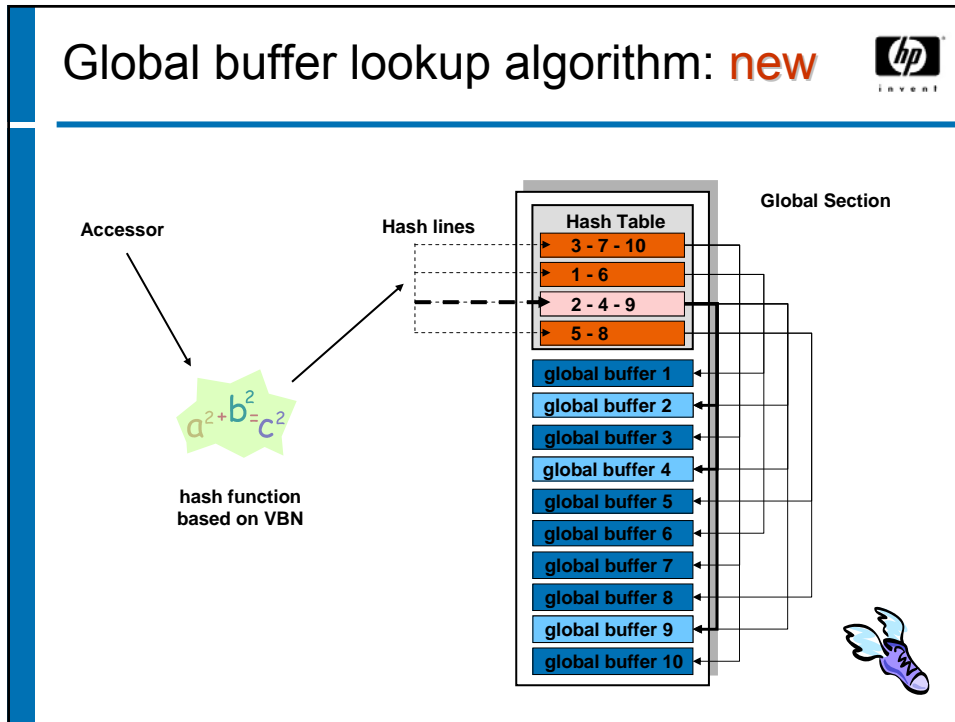 Global buffer lookup algorithm: new
hp
invent
Accessor
Hash lines
Global Section
Hash Table
3 - 7 - 10
1 - 6
2 - 4 - 9
5 - 8
a² + b² = c²
hash function
based on VBN
global buffer 1
global buffer 2
global buffer 3
global buffer 4
global buffer 5
global buffer 6
global buffer 7
global buffer 8
global buffer 9
global buffer 10